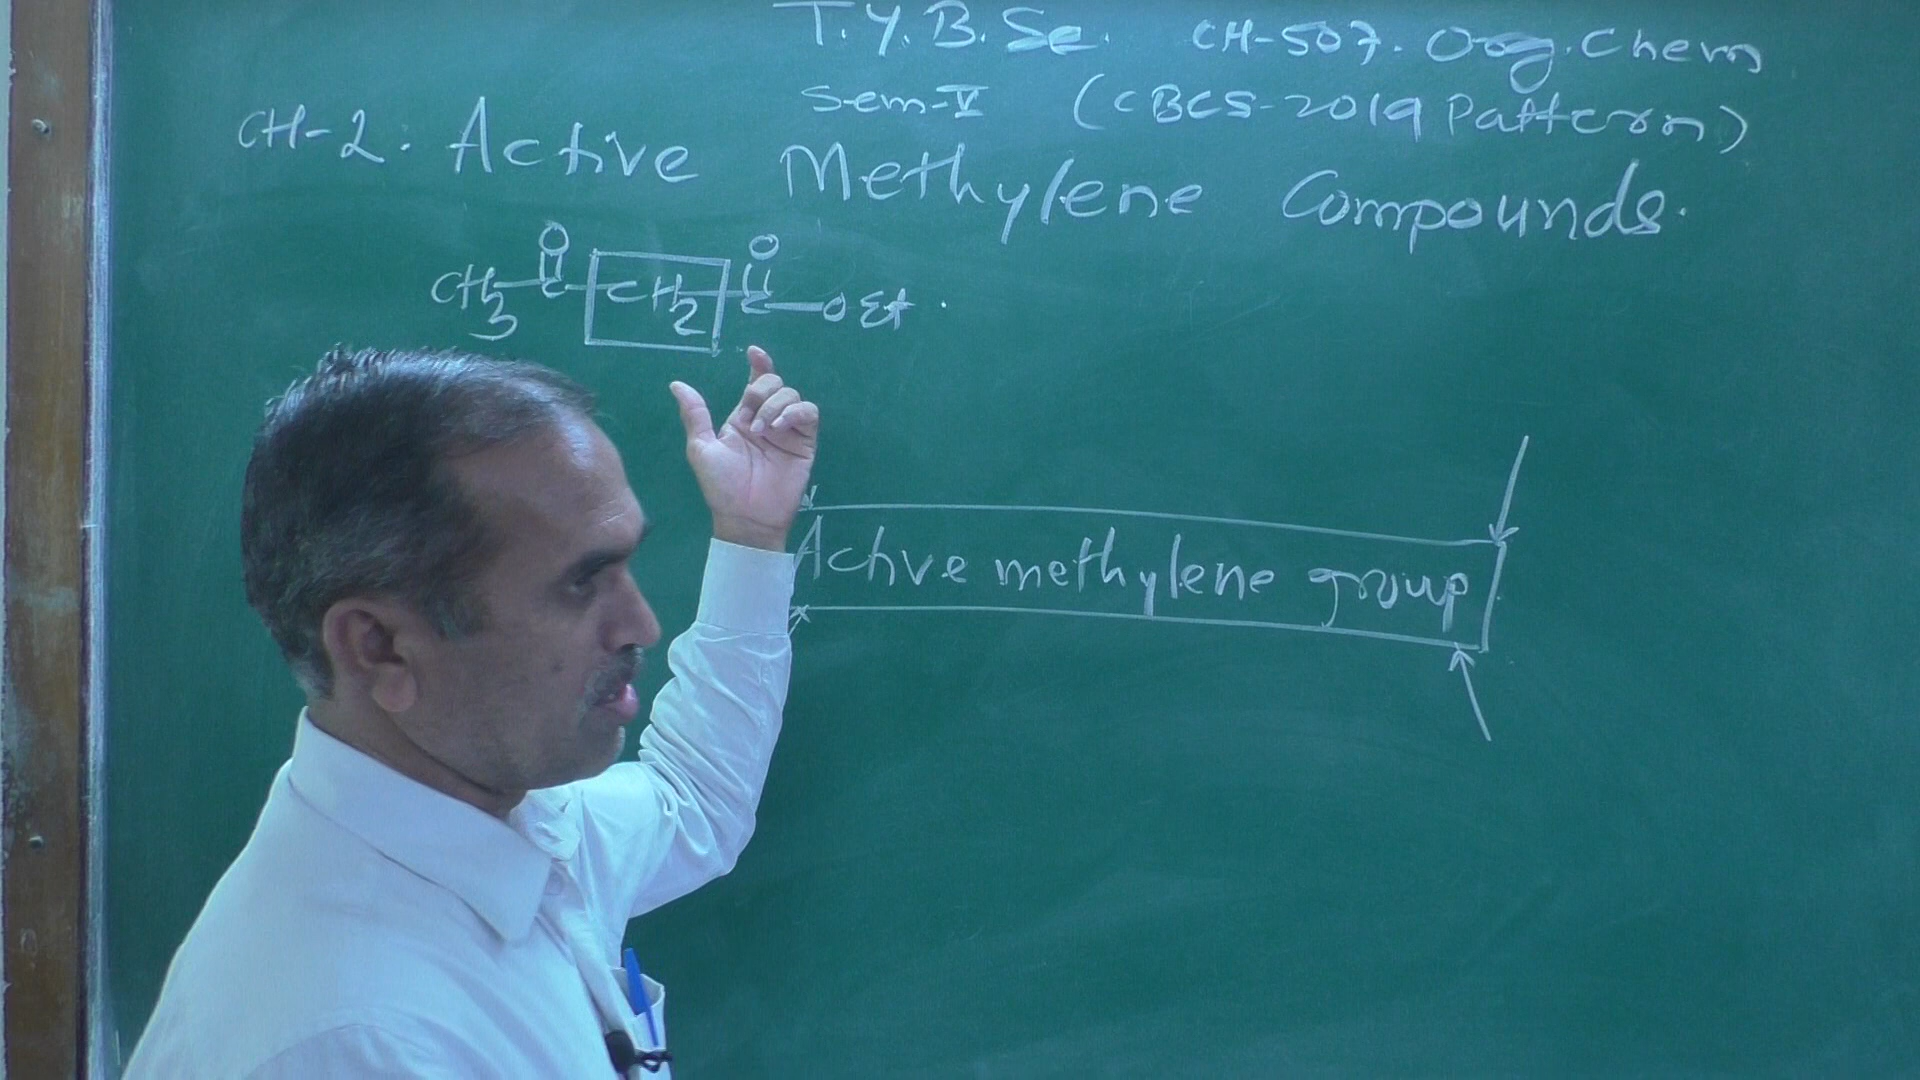 T.Y.B.Sc. CH-507. Org. Chem
Sem-V (CBCS-2019 Pattern)
CH-2. Active Methylene Compounds.
O O
CH3-C-CH2-C-OEt.
Active methylene group